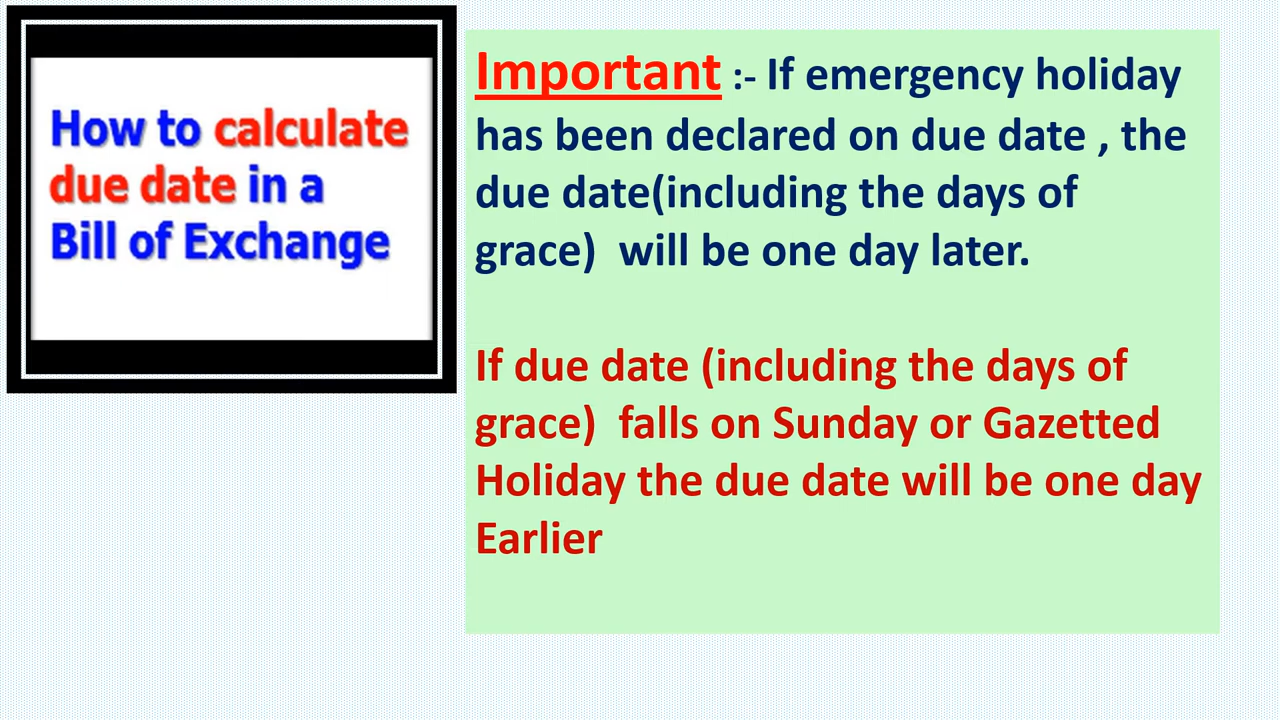 How to calculate
due date in a
Bill of Exchange
Important :- If emergency holiday
has been declared on due date , the
due date(including the days of
grace)  will be one day later.
If due date (including the days of
grace)  falls on Sunday or Gazetted
Holiday the due date will be one day
Earlier